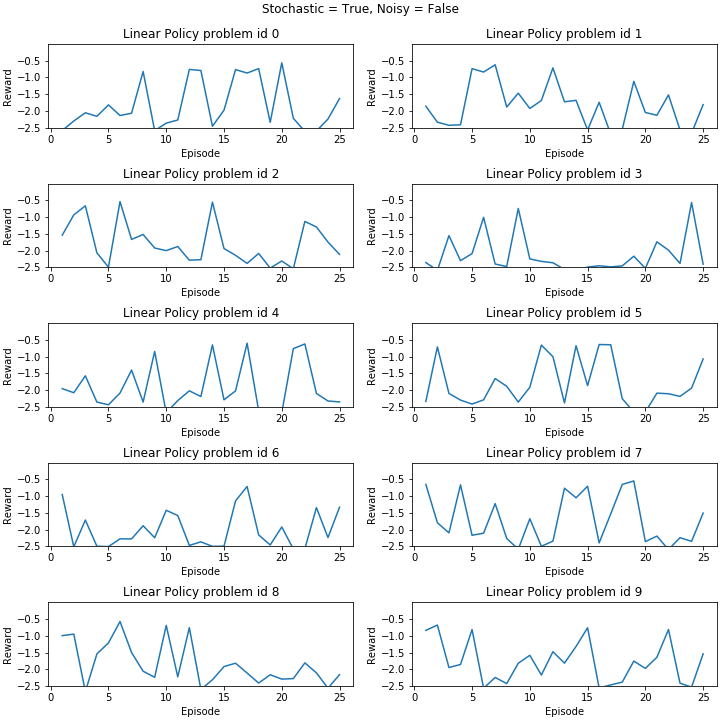 Stochastic = True, Noisy = False
Linear Policy problem id 0
Reward
−0.5
−1.0
−1.5
−2.0
−2.5
0 5 10 15 20 25
Episode
Linear Policy problem id 1
Reward
−0.5
−1.0
−1.5
−2.0
−2.5
0 5 10 15 20 25
Episode
Linear Policy problem id 2
Reward
−0.5
−1.0
−1.5
−2.0
−2.5
0 5 10 15 20 25
Episode
Linear Policy problem id 3
Reward
−0.5
−1.0
−1.5
−2.0
−2.5
0 5 10 15 20 25
Episode
Linear Policy problem id 4
Reward
−0.5
−1.0
−1.5
−2.0
−2.5
0 5 10 15 20 25
Episode
Linear Policy problem id 5
Reward
−0.5
−1.0
−1.5
−2.0
−2.5
0 5 10 15 20 25
Episode
Linear Policy problem id 6
Reward
−0.5
−1.0
−1.5
−2.0
−2.5
0 5 10 15 20 25
Episode
Linear Policy problem id 7
Reward
−0.5
−1.0
−1.5
−2.0
−2.5
0 5 10 15 20 25
Episode
Linear Policy problem id 8
Reward
−0.5
−1.0
−1.5
−2.0
−2.5
0 5 10 15 20 25
Episode
Linear Policy problem id 9
Reward
−0.5
−1.0
−1.5
−2.0
−2.5
0 5 10 15 20 25
Episode